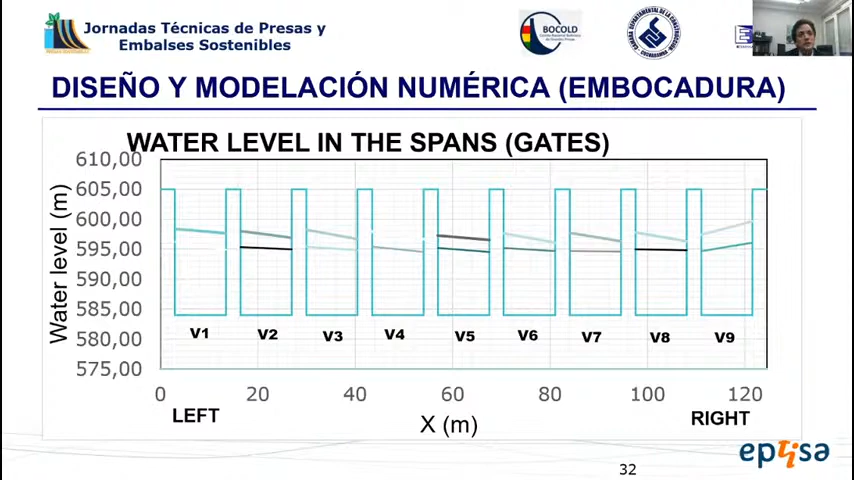 Jornadas Técnicas de Presas y
Embalses Sostenibles
BOCOLD
DISEÑO Y MODELACIÓN NUMÉRICA (EMBOCADURA)
WATER LEVEL IN THE SPANS (GATES)
610,00
605,00
600,00
595,00
590,00
585,00
580,00
575,00
Water level (m)
V1 V2 V3 V4 V5 V6 V7 V8 V9
0 20 40 60 80 100 120
LEFT X (m) RIGHT
eptisa
32